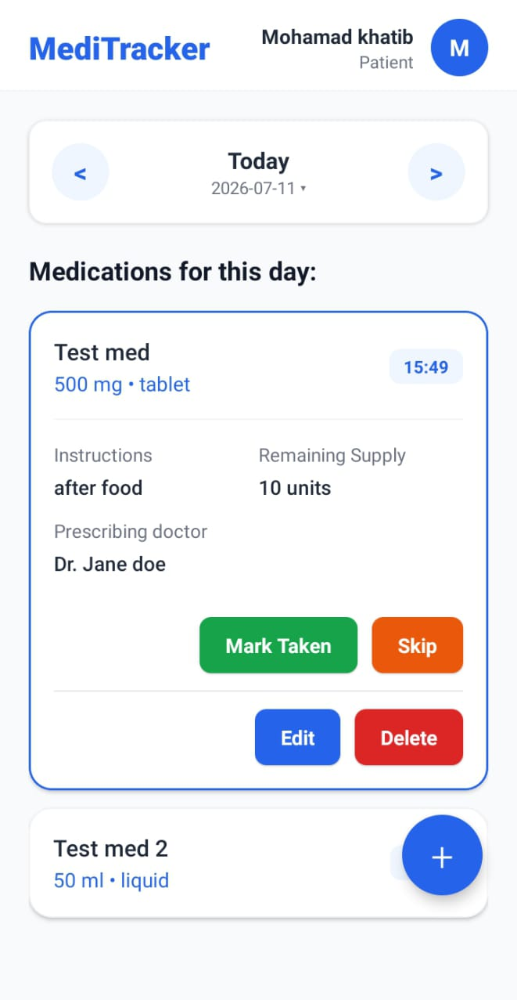 MediTracker
Mohamad khatib
Patient
M
<
Today
2026-07-11 ▾
>
Medications for this day:
Test med
500 mg • tablet
15:49
Instructions
after food
Remaining Supply
10 units
Prescribing doctor
Dr. Jane doe
Mark Taken
Skip
Edit
Delete
Test med 2
50 ml • liquid
+